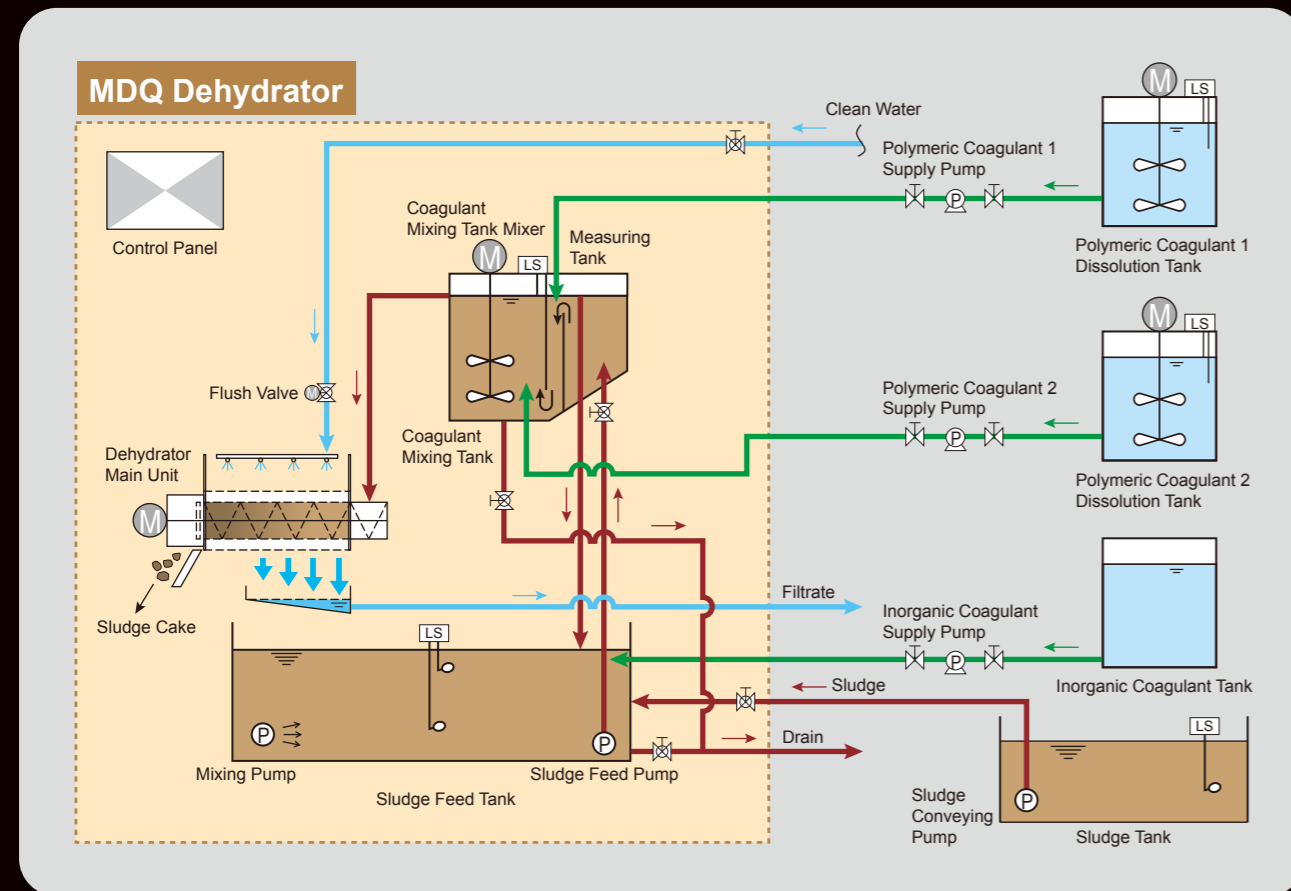 MDQ Dehydrator
Clean Water
M
LS
Polymeric Coagulant 1
Supply Pump
P
Polymeric Coagulant 1
Dissolution Tank
Control Panel
Coagulant
Mixing Tank Mixer
M
LS
Measuring
Tank
M
LS
Polymeric Coagulant 2
Supply Pump
P
Polymeric Coagulant 2
Dissolution Tank
Flush Valve
M
Coagulant
Mixing Tank
Dehydrator
Main Unit
M
Sludge Cake
Filtrate
Inorganic Coagulant
Supply Pump
P
Inorganic Coagulant Tank
LS
Sludge
Drain
P
Mixing Pump
P
Sludge Feed Pump
Sludge Feed Tank
LS
P
Sludge
Conveying
Pump
Sludge Tank